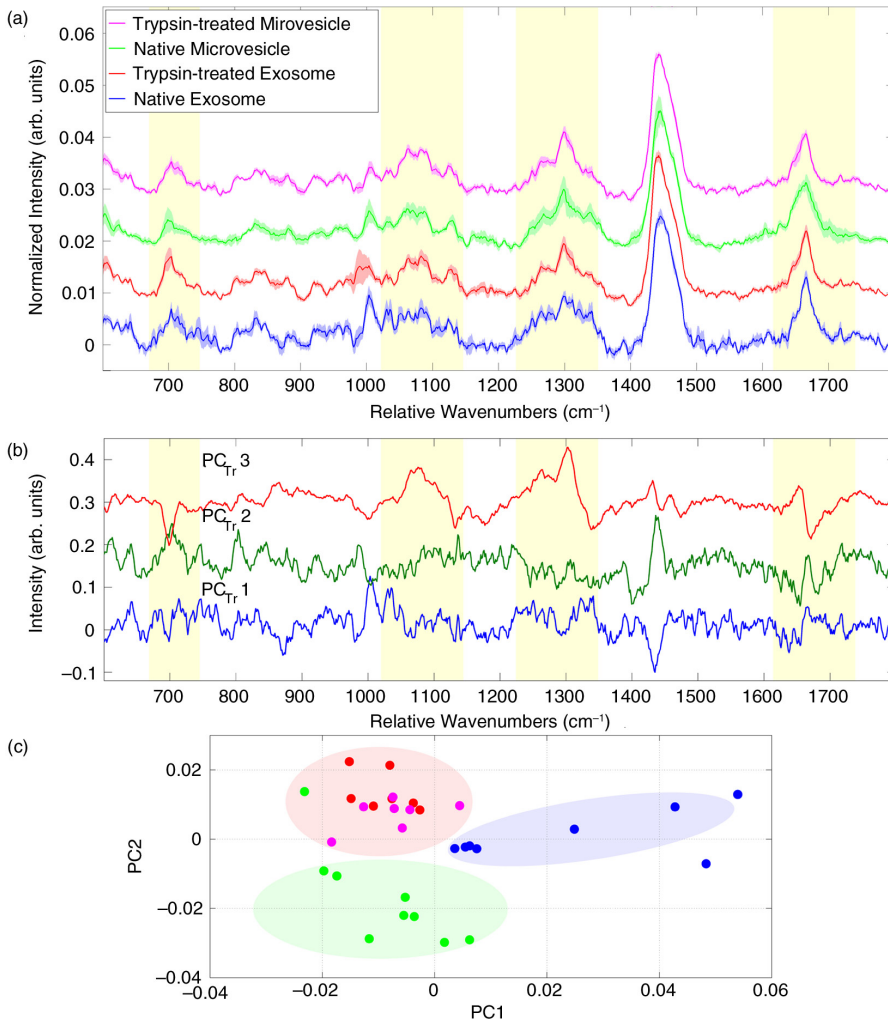 (a)
0.06
Trypsin-treated Mirovesicle
Native Microvesicle
Trypsin-treated Exosome
Native Exosome
0.05
0.04
0.03
0.02
0.01
0
Normalized Intensity (arb. units)
700 800 900 1000 1100 1200 1300 1400 1500 1600 1700
Relative Wavenumbers (cm⁻¹)
(b)
0.4
0.3
0.2
0.1
0
−0.1
Intensity (arb. units)
PC_Tr 3
PC_Tr 2
PC_Tr 1
700 800 900 1000 1100 1200 1300 1400 1500 1600 1700
Relative Wavenumbers (cm⁻¹)
(c)
0.02
0
−0.02
−0.04
PC2
−0.04 −0.02 0 0.02 0.04 0.06
PC1